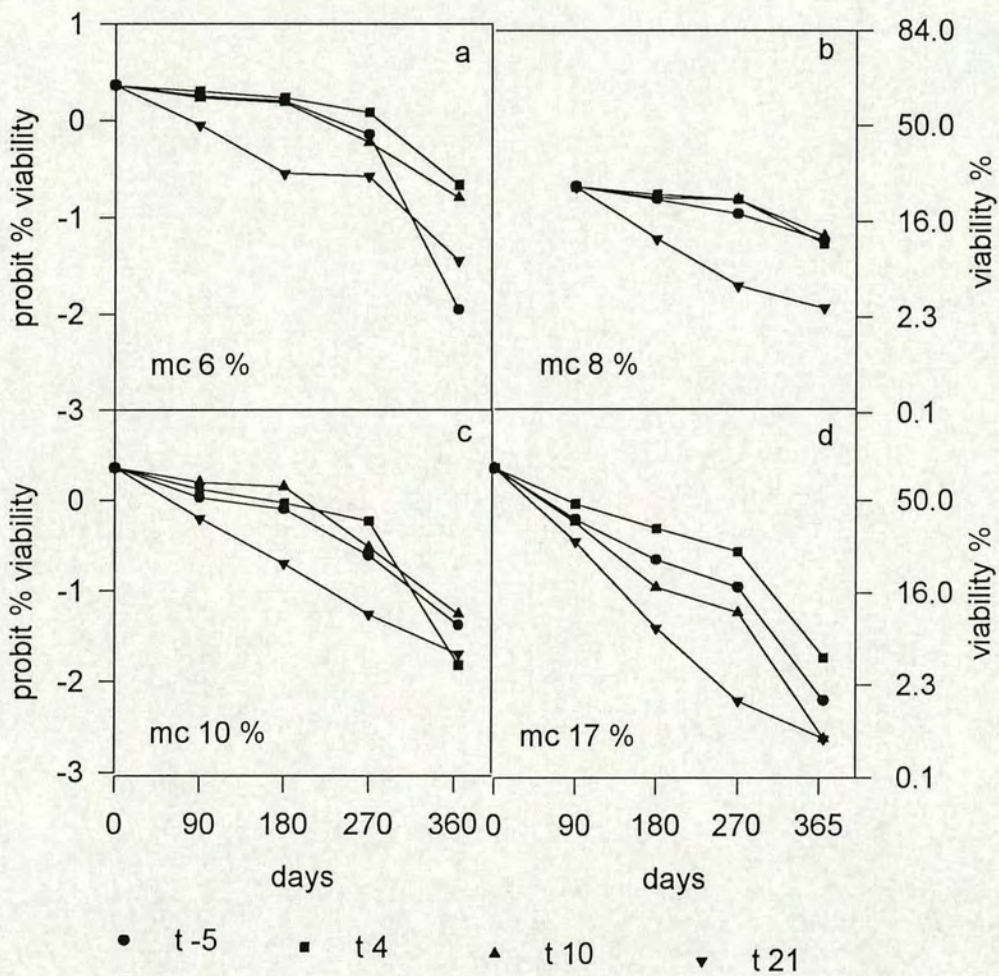 1
0
-1
-2
-3
probit % viability
a
mc 6 %
b
mc 8 %
84.0
50.0
16.0
2.3
0.1
viability %
0
-1
-2
-3
probit % viability
c
mc 10 %
d
mc 17 %
50.0
16.0
2.3
0.1
viability %
0 90 180 270 360
0 90 180 270 365
days
days
t -5 t 4 t 10 t 21